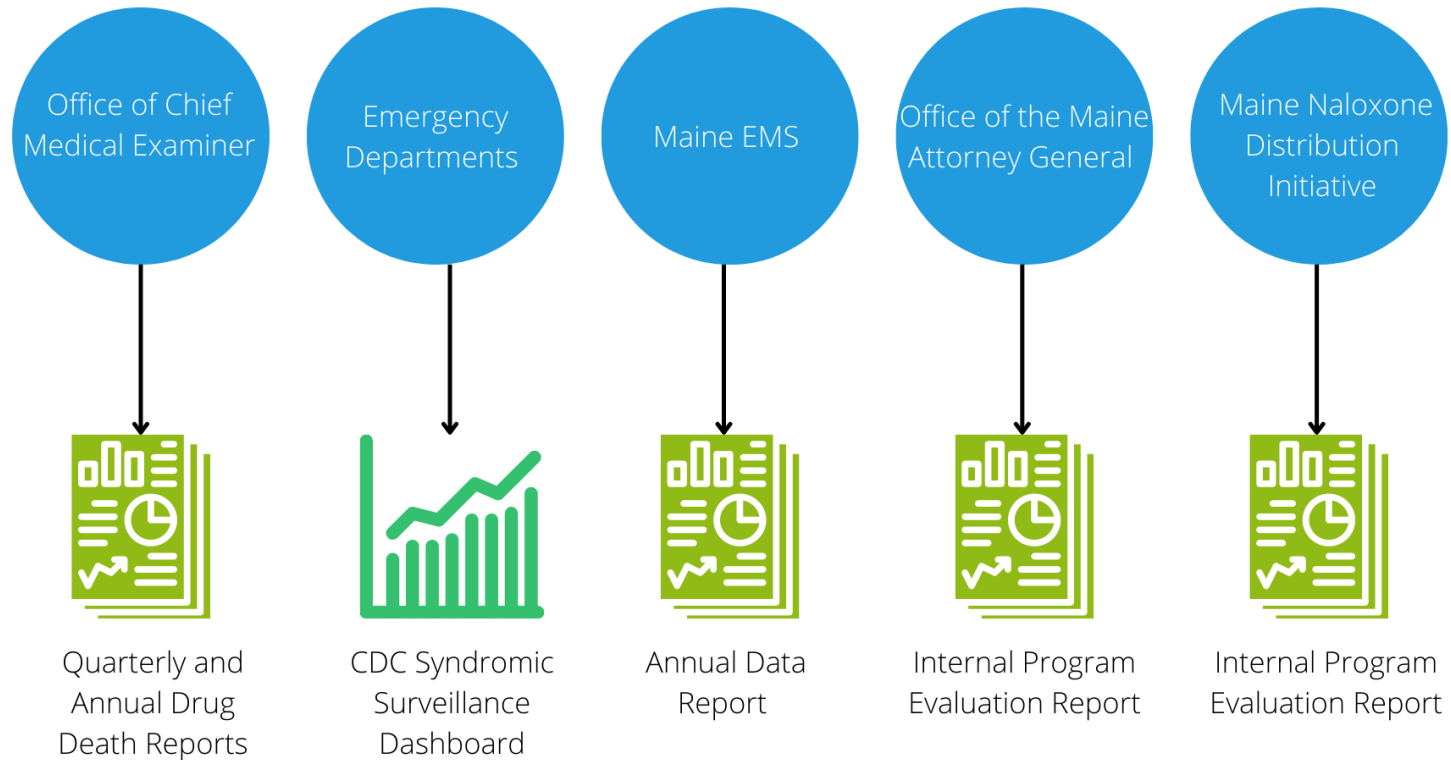 Office of Chief
Medical Examiner
Emergency
Departments
Maine EMS
Office of the Maine
Attorney General
Maine Naloxone
Distribution
Initiative
Quarterly and
Annual Drug
Death Reports
CDC Syndromic
Surveillance
Dashboard
Annual Data
Report
Internal Program
Evaluation Report
Internal Program
Evaluation Report